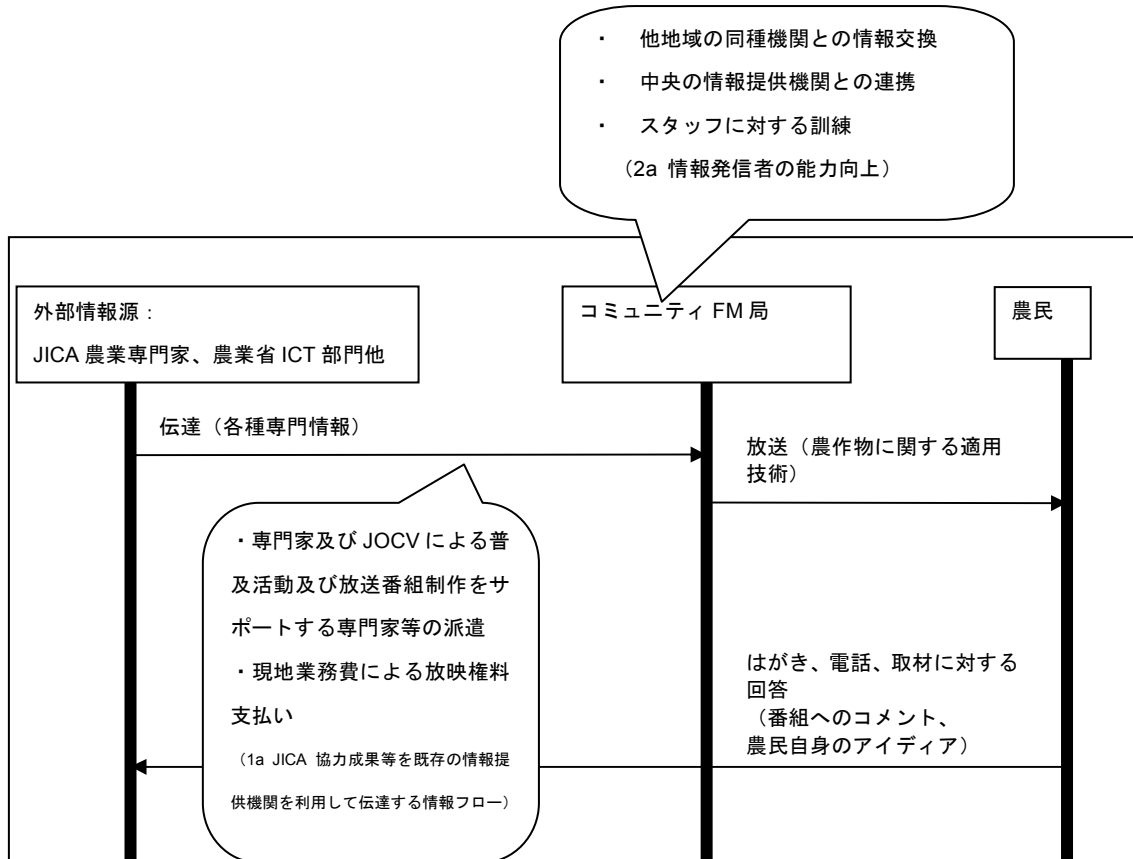 ・ 他地域の同種機関との情報交換
・ 中央の情報提供機関との連携
・ スタッフに対する訓練
（2a 情報発信者の能力向上）
外部情報源：
JICA 農業専門家、農業省 ICT 部門他
コミュニティ FM 局
農民
伝達（各種専門情報）
放送（農作物に関する適用
技術）
・専門家及び JOCV による普
及活動及び放送番組制作をサ
ポートする専門家等の派遣
・現地業務費による放映権料
支払い
（1a JICA 協力成果等を既存の情報提
供機関を利用して伝達する情報フロー）
はがき、電話、取材に対する
回答
（番組へのコメント、
農民自身のアイディア）